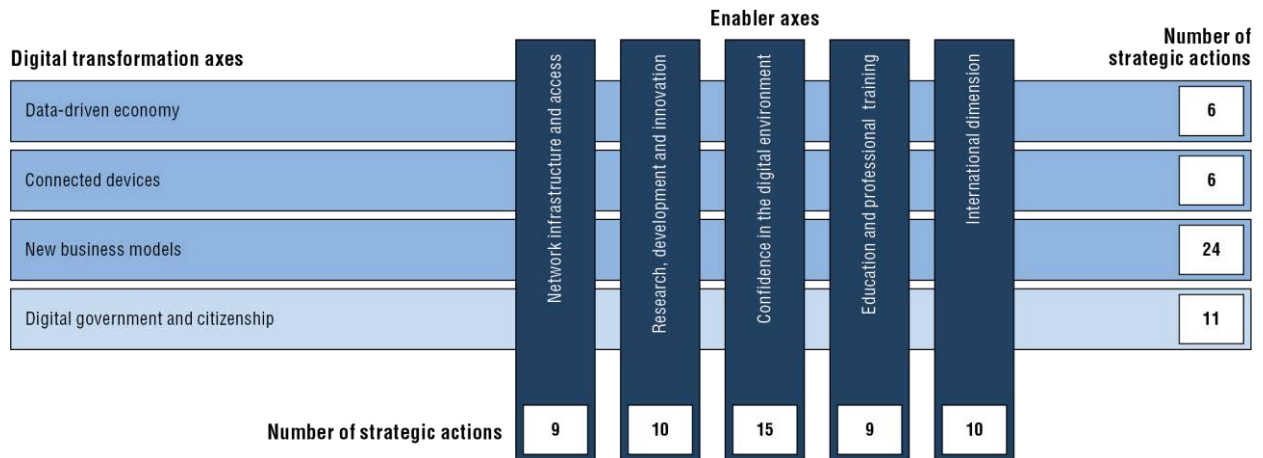 Enabler axes
Digital transformation axes
Number of
strategic actions
Network infrastructure and access
Research, development and innovation
Confidence in the digital environment
Education and professional training
International dimension
Data-driven economy
6
Connected devices
6
New business models
24
Digital government and citizenship
11
Number of strategic actions
9
10
15
9
10